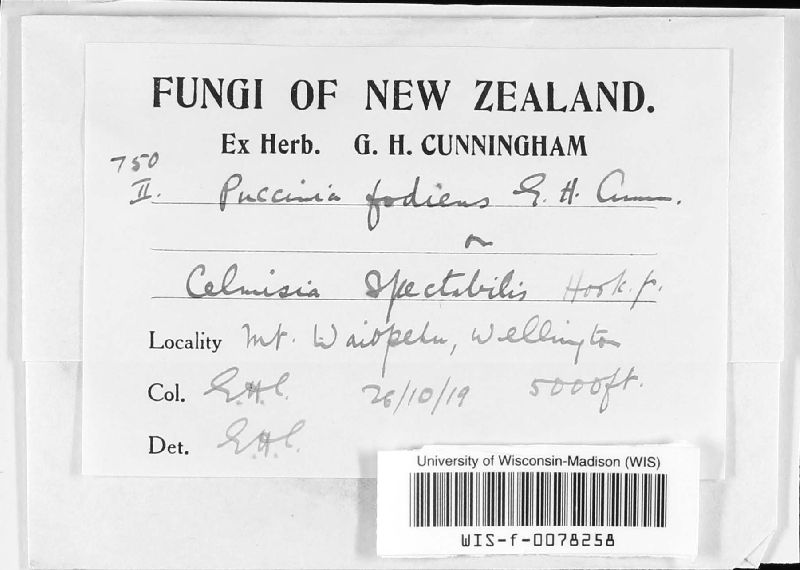 FUNGI OF NEW ZEALAND.
Ex Herb. G. H. CUNNINGHAM
750
II. Puccinia fodiens G. H. Cunn.
on
Celmisia spectabilis Hook. f.
Locality Mt. Waiopehu, Wellington
Col. G.H.C. 26/10/19 5000ft.
Det. G.H.C.
University of Wisconsin-Madison (WIS)
WIS-f-0078258